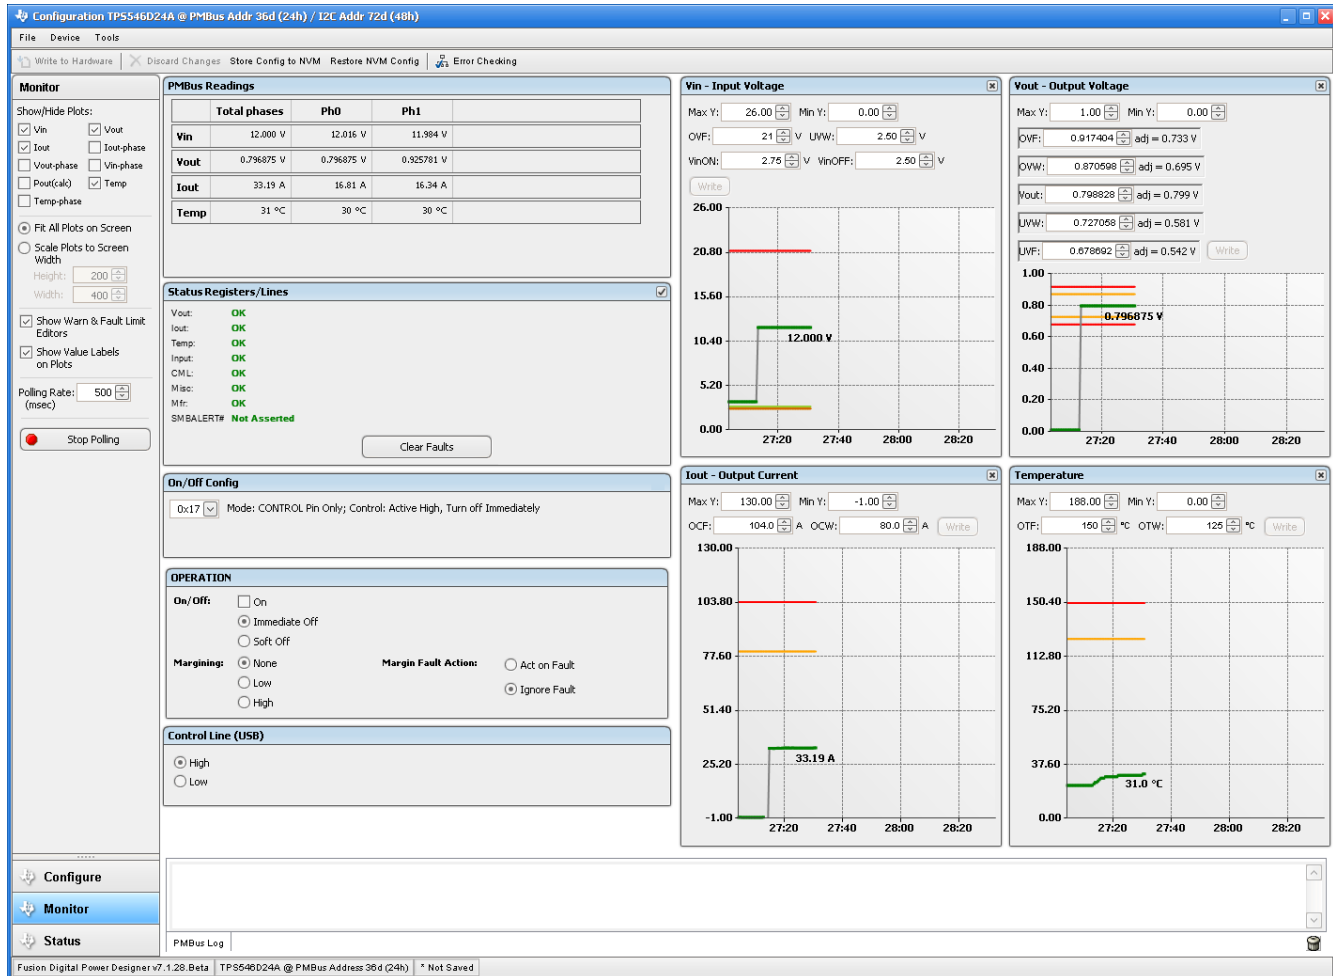 Configuration TPS546D24A @ PMBus Addr 36d (24h) / I2C Addr 72d (48h)
File Device Tools
Write to Hardware Discard Changes Store Config to NVM Restore NVM Config Error Checking
Monitor
Show/Hide Plots:
Vin Vout
Iout Iout-phase
Vout-phase Vin-phase
Pout(calc) Temp
Temp-phase
Fit All Plots on Screen
Scale Plots to Screen
Width
Height: 200
Width: 400
Show Warn & Fault Limit
Editors
Show Value Labels
on Plots
Polling Rate: 500
(msec)
Stop Polling
Configure
Monitor
Status
PMBus Readings
Total phases Ph0 Ph1
Vin 12.000 V 12.016 V 11.984 V
Vout 0.796875 V 0.796875 V 0.925781 V
Iout 33.19 A 16.81 A 16.34 A
Temp 31 °C 30 °C 30 °C
Status Registers/Lines
Vout: OK
Iout: OK
Temp: OK
Input: OK
CML: OK
Misc: OK
Mfr: OK
SMBALERT# Not Asserted
Clear Faults
On/Off Config
0x17 Mode: CONTROL Pin Only; Control: Active High, Turn off Immediately
OPERATION
On/Off: On
Immediate Off
Soft Off
Margining: None Margin Fault Action: Act on Fault
Low
Ignore Fault
High
Control Line (USB)
High
Low
Vin - Input Voltage
Max Y: 26.00 Min Y: 0.00
OVF: 21 V UVW: 2.50 V
VinON: 2.75 V VinOFF: 2.50 V
Write
26.00
20.80
15.60
10.40
5.20
0.00
12.000 V
27:20 27:40 28:00 28:20
Vout - Output Voltage
Max Y: 1.00 Min Y: 0.00
OVF: 0.917404 adj = 0.733 V
OVW: 0.870598 adj = 0.695 V
Vout: 0.798828 adj = 0.799 V
UVW: 0.727058 adj = 0.581 V
UVF: 0.678692 adj = 0.542 V Write
1.00
0.80
0.60
0.40
0.20
0.00
0.796875 V
27:20 27:40 28:00 28:20
Iout - Output Current
Max Y: 130.00 Min Y: -1.00
OCF: 104.0 A OCW: 80.0 A Write
130.00
103.80
77.60
51.40
25.20
-1.00
33.19 A
27:20 27:40 28:00 28:20
Temperature
Max Y: 188.00 Min Y: 0.00
OTF: 150 °C OTW: 125 °C Write
188.00
150.40
112.80
75.20
37.60
0.00
31.0 °C
27:20 27:40 28:00 28:20
PMBus Log
Fusion Digital Power Designer v7.1.28.Beta TPS546D24A @ PMBus Address 36d (24h) * Not Saved